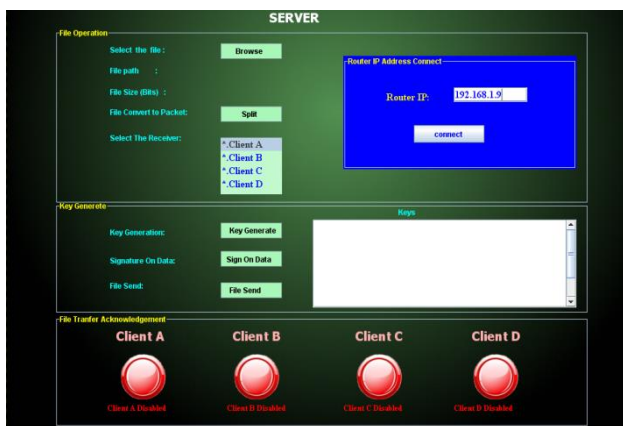 SERVER
File Operation
Select the file :
Browse
File path :
File Size (Bits) :
File Convert to Packet:
Split
Select The Receiver:
*.Client A
*.Client B
*.Client C
*.Client D
Router IP Address Connect
Router IP:
192.168.1.9
connect
Key Generote
Keys
Key Generation:
Key Generate
Signature On Data:
Sign On Data
File Send:
File Send
File Tranfer Acknowledgement
Client A
Client B
Client C
Client D
Client A Disabled
Client B Disabled
Client C Disabled
Client D Disabled